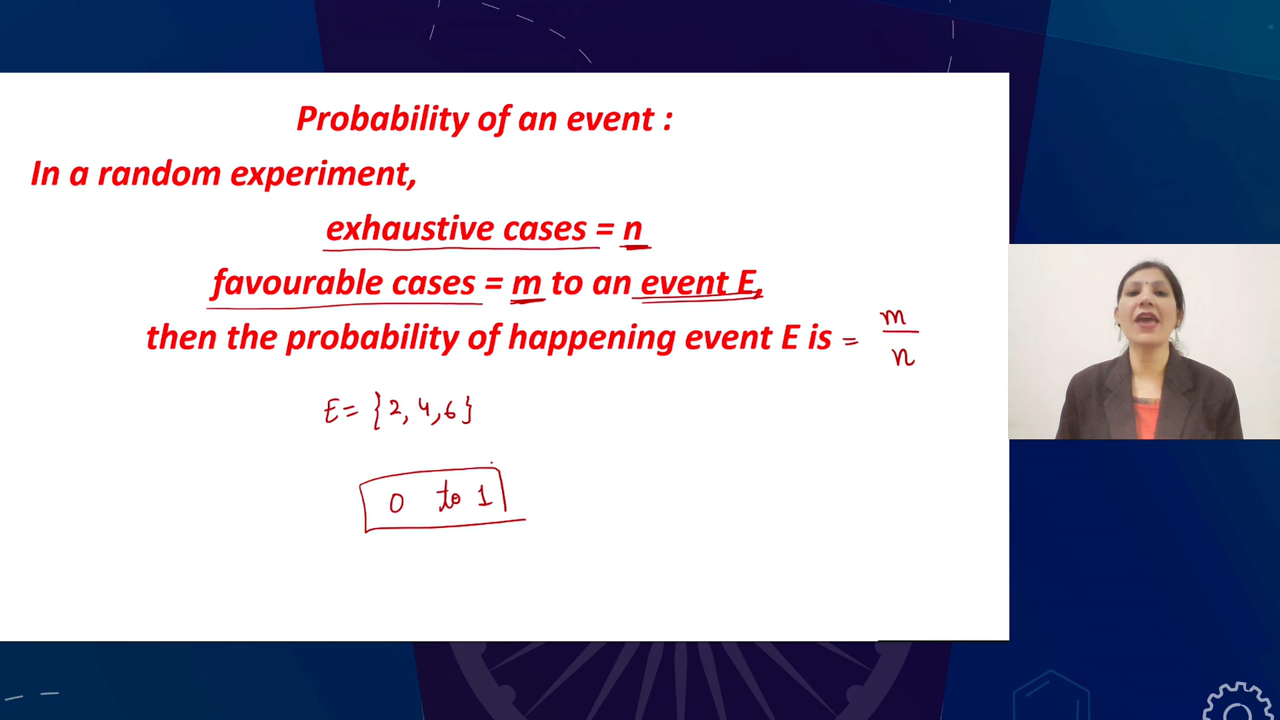 Probability of an event :
In a random experiment,
exhaustive cases = n
favourable cases = m to an event E,
then the probability of happening event E is = m/n
E = {2, 4, 6}
0 to 1